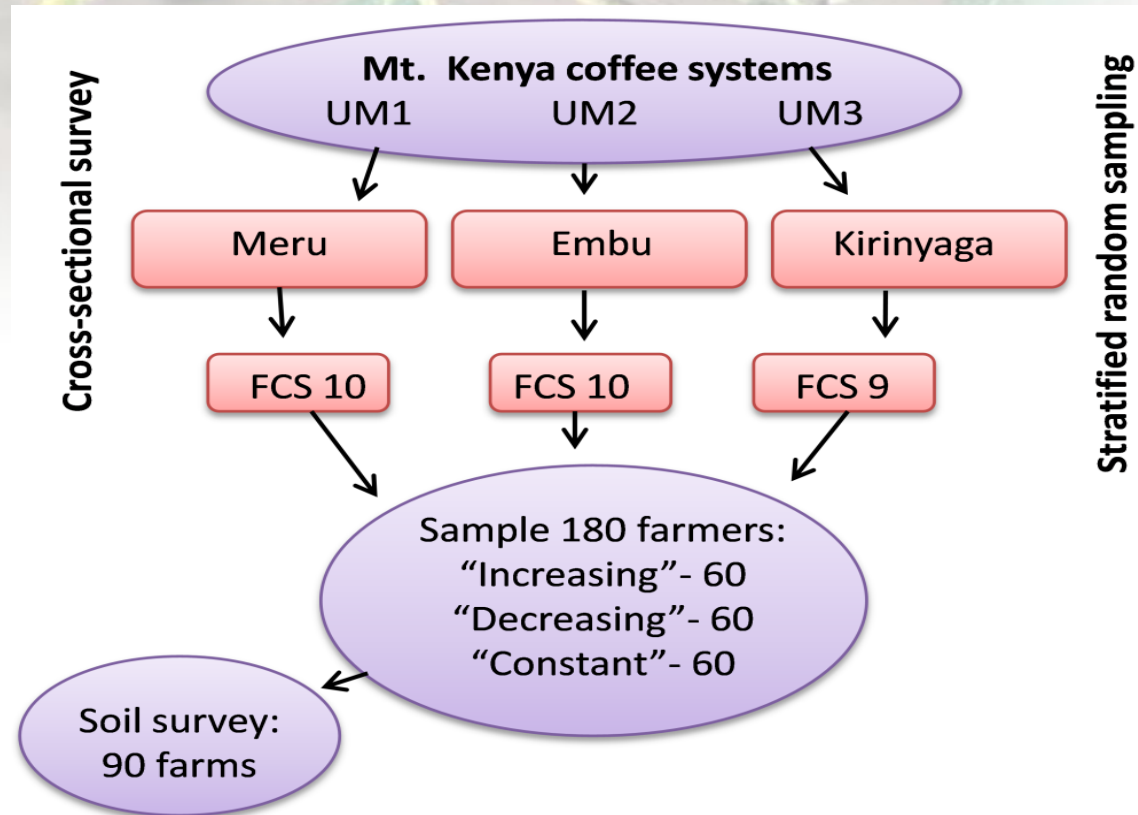 Cross-sectional survey
Mt. Kenya coffee systems
UM1 UM2 UM3
Meru Embu Kirinyaga
FCS 10 FCS 10 FCS 9
Sample 180 farmers:
“Increasing”- 60
“Decreasing”- 60
“Constant”- 60
Soil survey:
90 farms
Stratified random sampling